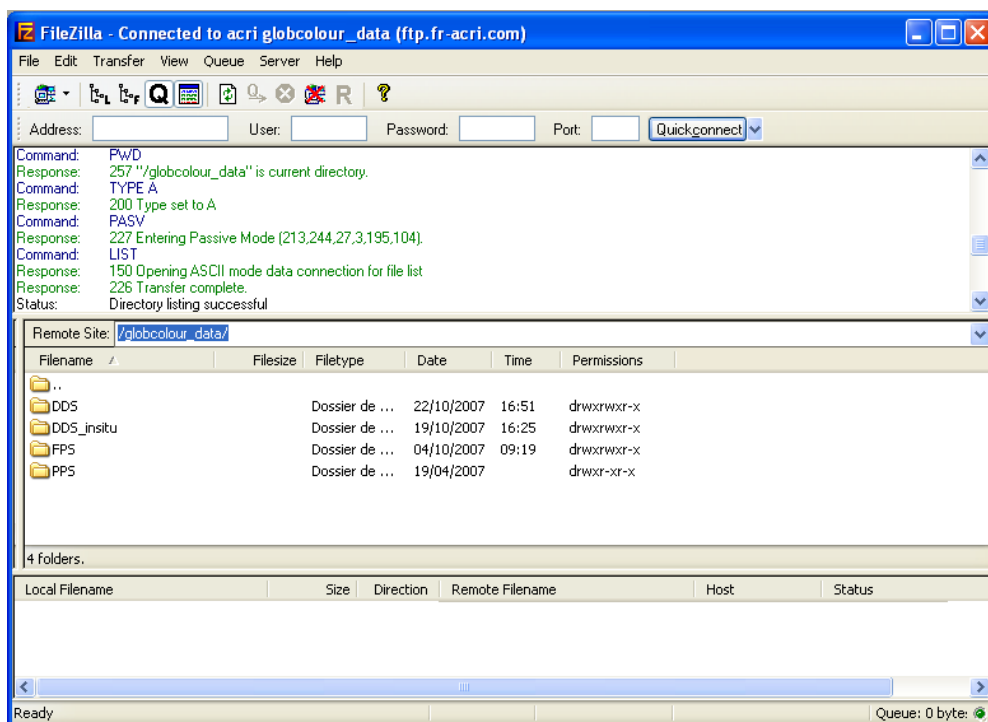 FileZilla - Connected to acri globcolour_data (ftp.fr-acri.com)
File Edit Transfer View Queue Server Help
Address: User: Password: Port: Quickconnect
Command: PWD
Response: 257 "/globcolour_data" is current directory.
Command: TYPE A
Response: 200 Type set to A
Command: PASV
Response: 227 Entering Passive Mode (213,244,27,3,195,104).
Command: LIST
Response: 150 Opening ASCII mode data connection for file list
Response: 226 Transfer complete.
Status: Directory listing successful
Remote Site: /globcolour_data/
Filename Filesize Filetype Date Time Permissions
..
DDS Dossier de ... 22/10/2007 16:51 drwxrwxr-x
DDS_insitu Dossier de ... 19/10/2007 16:25 drwxrwxr-x
FPS Dossier de ... 04/10/2007 09:19 drwxrwxr-x
PPS Dossier de ... 19/04/2007 drwxr-xr-x
4 folders.
Local Filename Size Direction Remote Filename Host Status
Ready Queue: 0 byte: